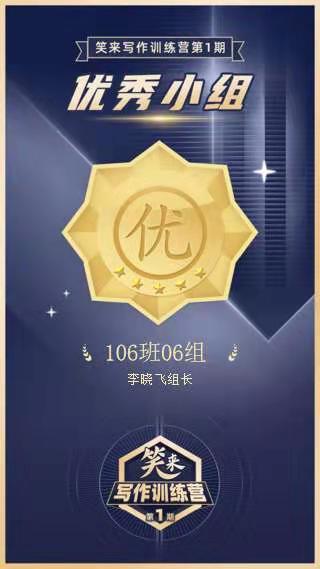 笑来写作训练营第1期
优秀小组
优
106班06组
李晓飞组长
笑来
写作训练营
第1期